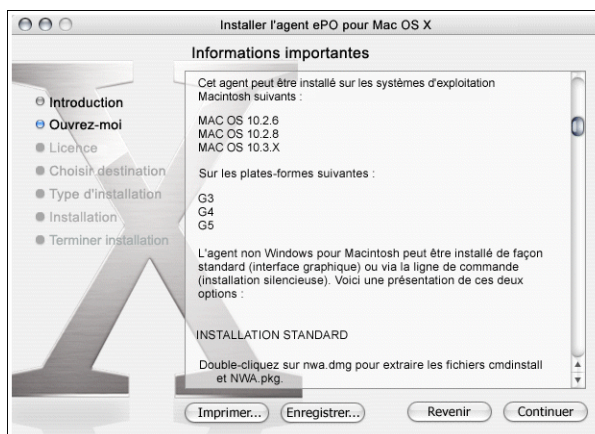 Installer l'agent ePO pour Mac OS X
Informations importantes
Introduction
Ouvrez-moi
Licence
Choisir destination
Type d'installation
Installation
Terminer installation
Cet agent peut être installé sur les systèmes d'exploitation
Macintosh suivants :
MAC OS 10.2.6
MAC OS 10.2.8
MAC OS 10.3.X
Sur les plates-formes suivantes :
G3
G4
G5
L'agent non Windows pour Macintosh peut être installé de façon
standard (interface graphique) ou via la ligne de commande
(installation silencieuse). Voici une présentation de ces deux
options :
INSTALLATION STANDARD
Double-cliquez sur nwa.dmg pour extraire les fichiers cmdinstall
et NWA.pkg.
Imprimer...
Enregistrer...
Revenir
Continuer